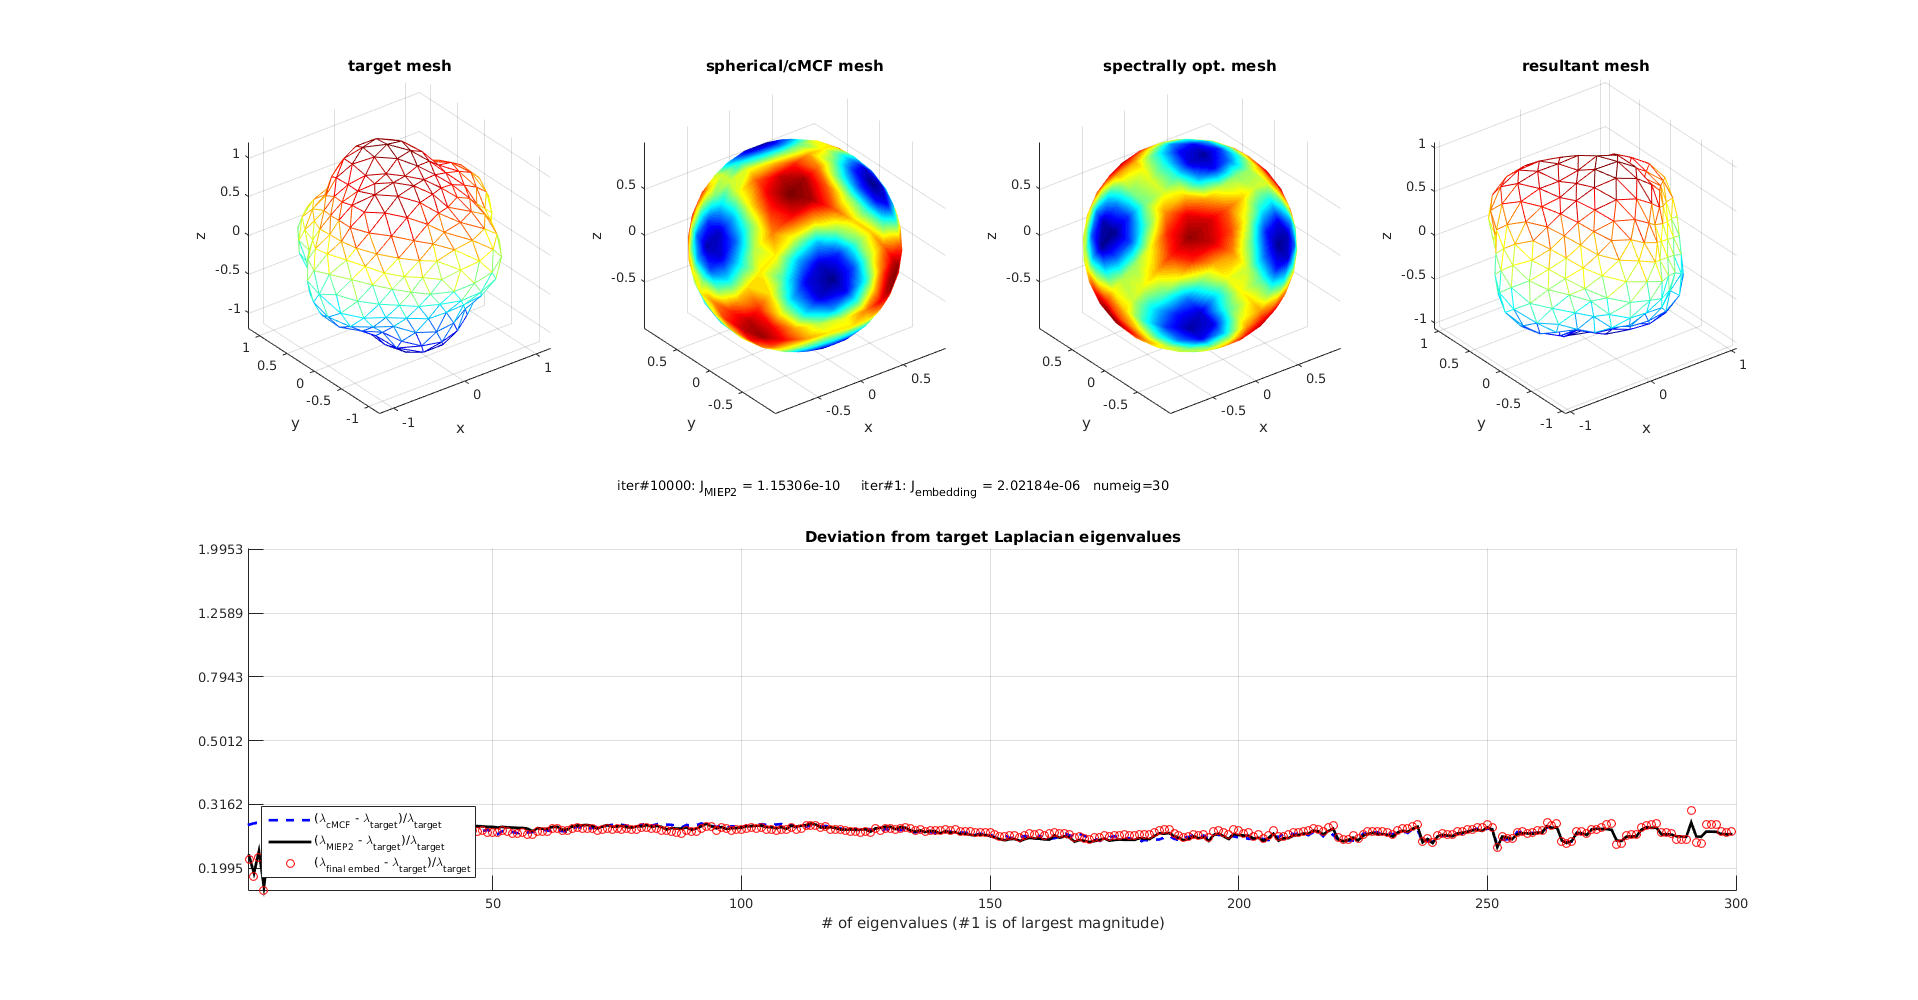 target mesh
spherical/cMCF mesh
spectrally opt. mesh
resultant mesh
1
0.5
0
-0.5
-1
z
1
0.5
0
-0.5
-1
y
-1
0
1
x
0.5
0
-0.5
z
0.5
0
-0.5
y
-0.5
0
0.5
x
0.5
0
-0.5
z
0.5
0
-0.5
y
-0.5
0
0.5
x
1
0.5
0
-0.5
-1
z
1
0.5
0
-0.5
-1
y
-1
0
1
x
iter#10000: J_MIEP2 = 1.15306e-10 iter#1: J_embedding = 2.02184e-06 numeig=30
Deviation from target Laplacian eigenvalues
1.9953
1.2589
0.7943
0.5012
0.3162
0.1995
(λ_cMCF - λ_target)/λ_target
(λ_MIEP2 - λ_target)/λ_target
(λ_final embed - λ_target)/λ_target
50
100
150
200
250
300
# of eigenvalues (#1 is of largest magnitude)